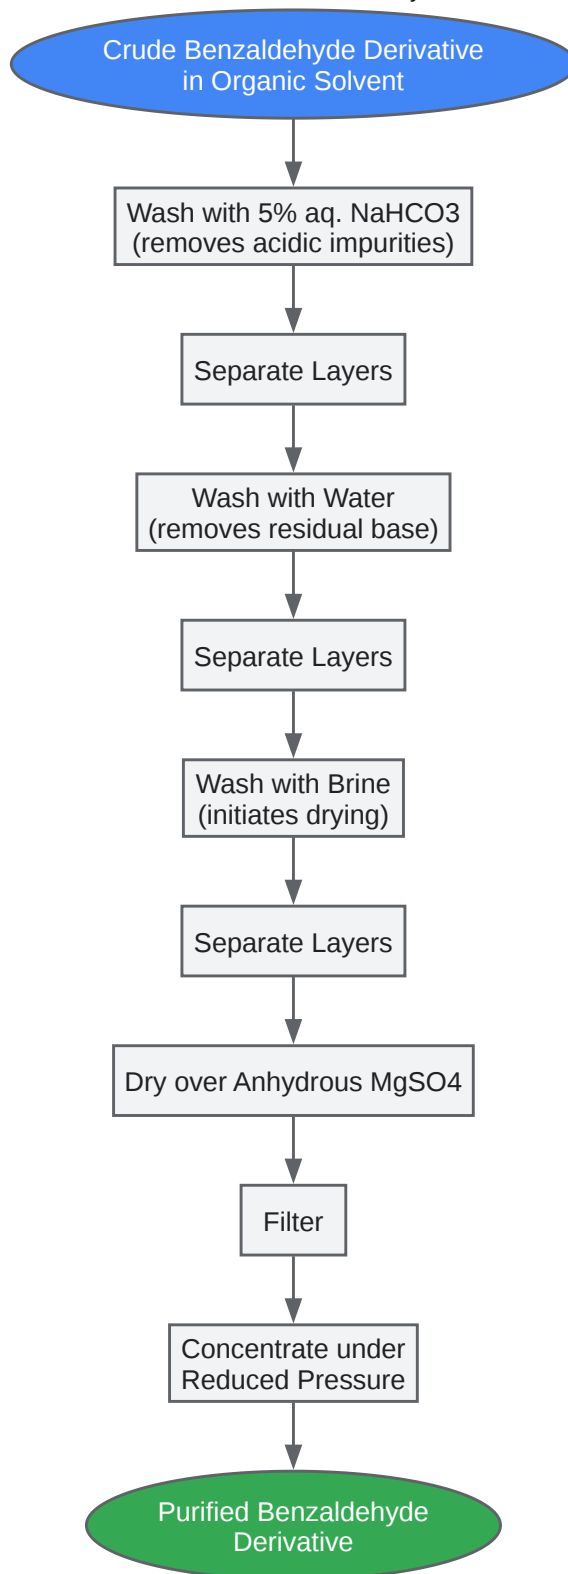 Crude Benzaldehyde Derivative
in Organic Solvent
Wash with 5% aq. NaHCO3
(removes acidic impurities)
Separate Layers
Wash with Water
(removes residual base)
Separate Layers
Wash with Brine
(initiates drying)
Separate Layers
Dry over Anhydrous MgSO4
Filter
Concentrate under
Reduced Pressure
Purified Benzaldehyde
Derivative